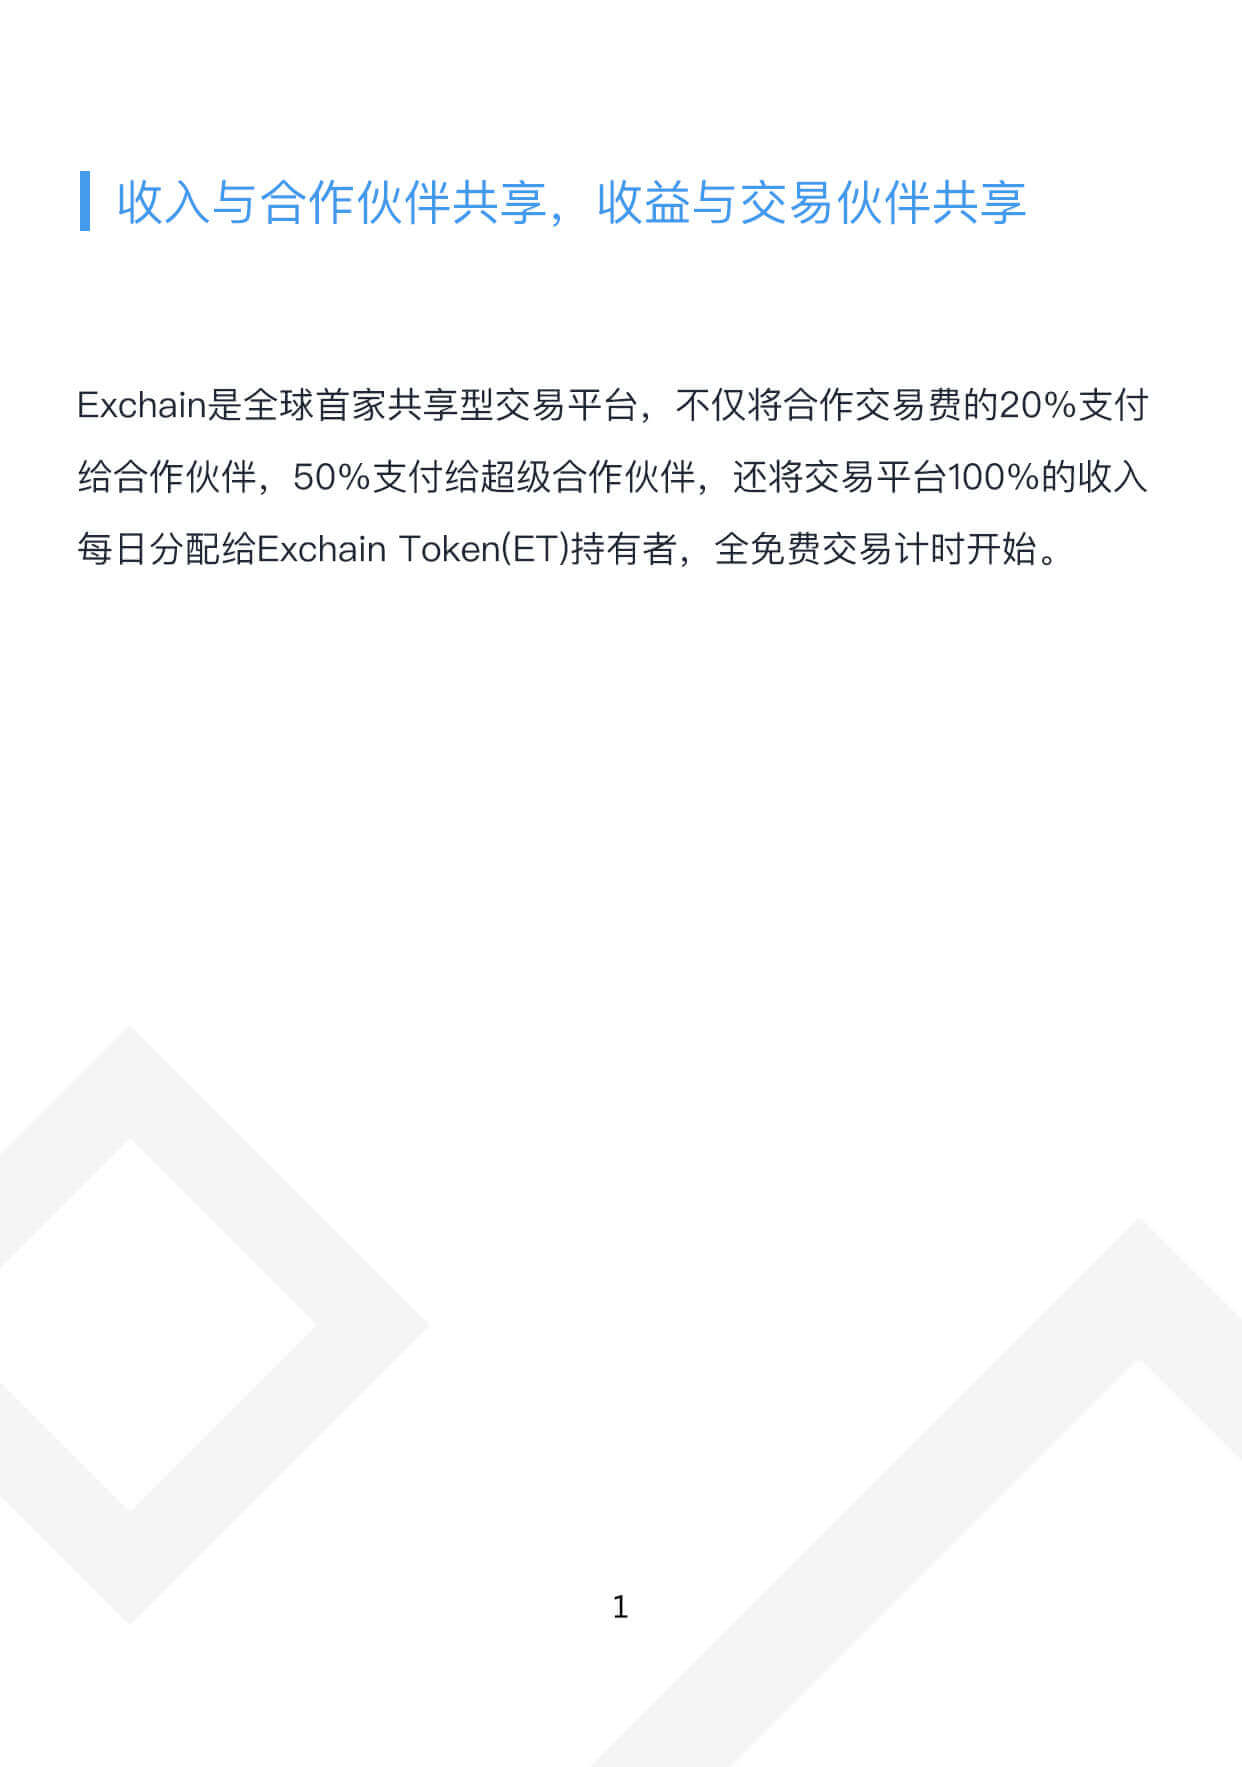 收入与合作伙伴共享，收益与交易伙伴共享
Exchain是全球首家共享型交易平台，不仅将合作交易费的20%支付
给合作伙伴，50%支付给超级合作伙伴，还将交易平台100%的收入
每日分配给Exchain Token(ET)持有者，全免费交易计时开始。
1